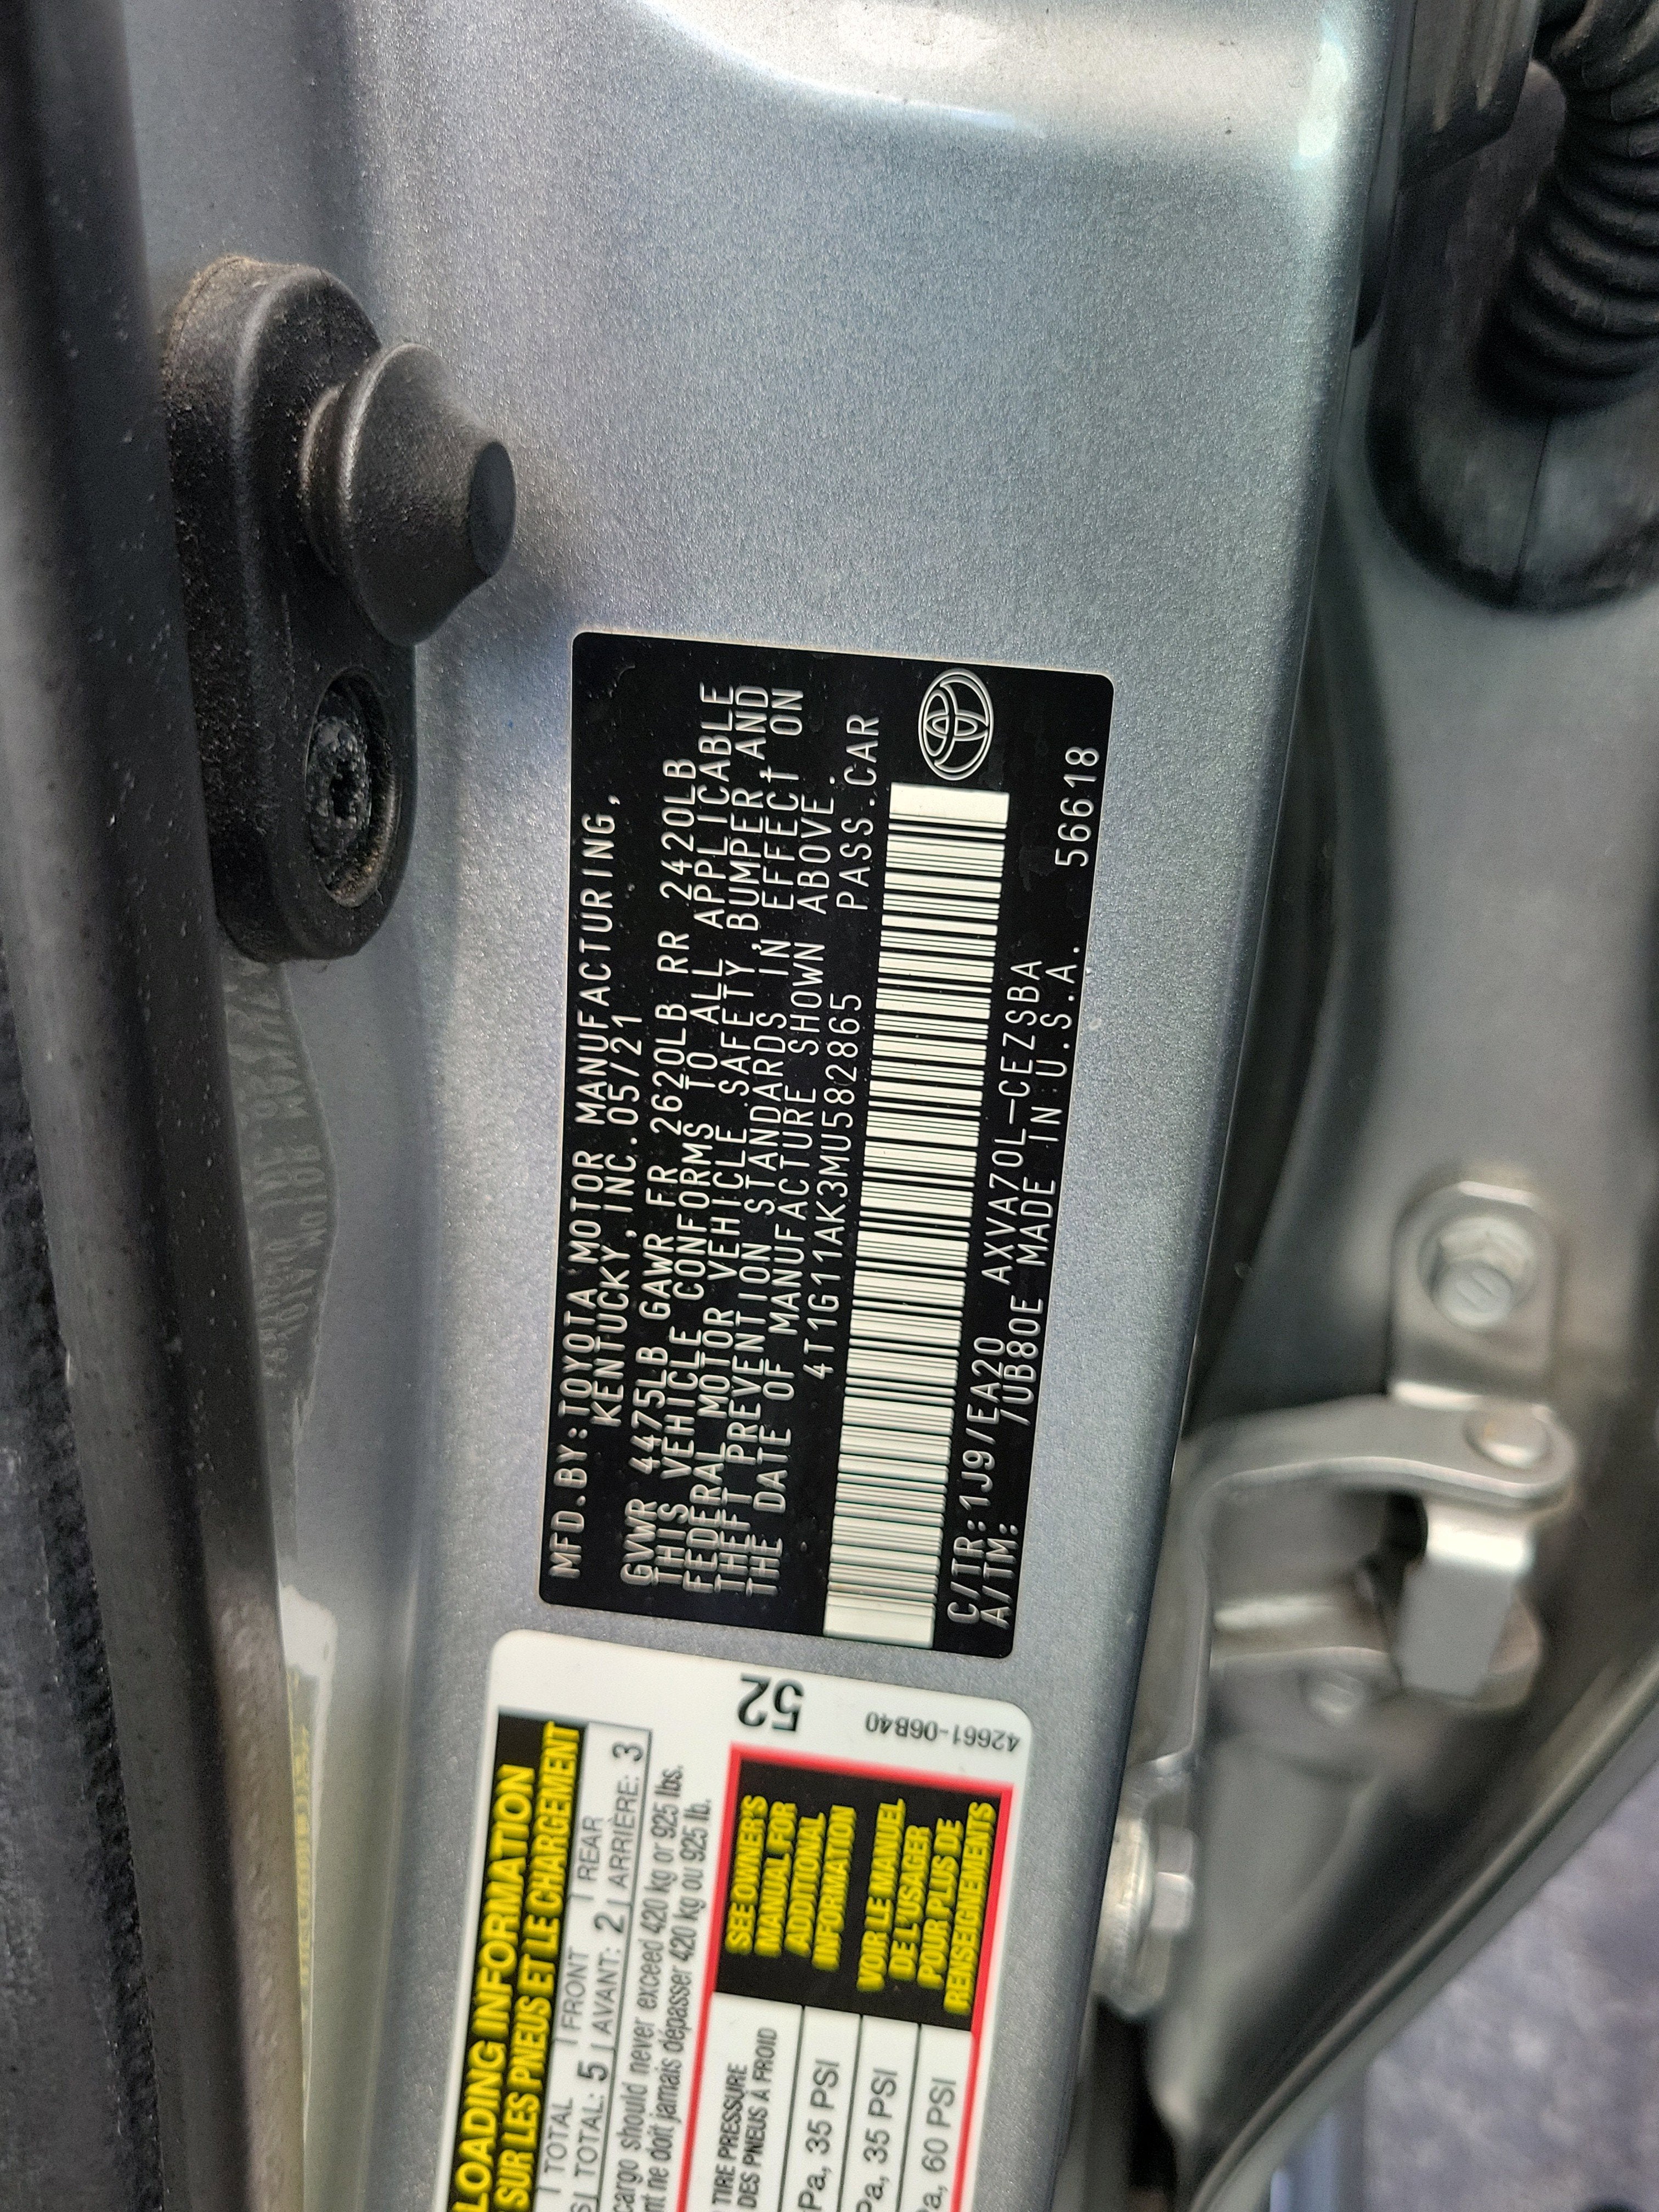 MFD.BY:TOYOTA MOTOR MANUFACTURING,
KENTUCKY, INC.05/21
GVWR 4475LB GAWR FR 2620LB RR 2420LB
THIS VEHICLE CONFORMS TO ALL APPLICABLE
FEDERAL MOTOR VEHICLE SAFETY,BUMPER,AND
THEFT PREVENTION STANDARDS IN EFFECT ON
THE DATE OF MANUFACTURE SHOWN ABOVE.
4T1G11AK3MU582865 PASS.CAR
C/TR:1J9/EA20 AXVA70L-CEZSBA
A/TM: /UB80E MADE IN U.S.A. 56618
52
42661-06B40
LOADING INFORMATION
SUR LES PNEUS ET LE CHARGEMENT
TOTAL FRONT REAR
TOTAL: 5 AVANT: 2 ARRIÈRE: 3
cargo should never exceed 420 kg or 925 lbs.
nt ne doit jamais dépasser 420 kg ou 925 lb.
TIRE PRESSURE
DES PNEUS À FROID
Pa, 35 PSI
Pa, 35 PSI
a, 60 PSI
SEE OWNER'S
MANUAL FOR
ADDITIONAL
INFORMATION
VOIR LE MANUEL
DE L'USAGER
POUR PLUS DE
RENSEIGNEMENTS